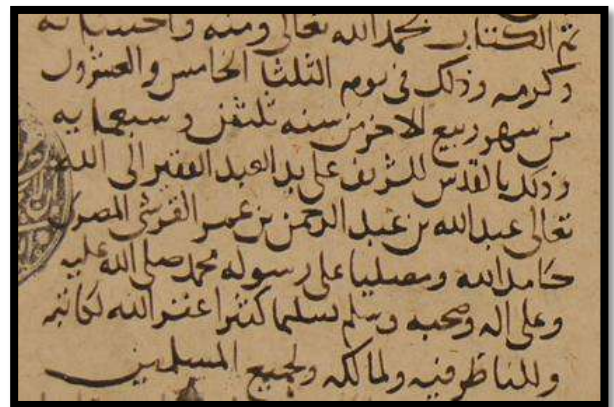 تم الكتاب بحمد الله تعالى ومنه واحسانه
وكرمه وذلك في يوم الثلثا الخامس والعشرون
من شهر ربيع الاخر من سنه ثلثين وسبعمايه
وذلك بالقدس الشريف على يد العبد الفقير الى الله
تعالى عبد الله بن عبد الرحمن بن عمر القرشي المصري
حامدا لله ومصليا على رسوله محمد صلى الله عليه
وعلى اله وصحبه وسلم تسليما كثيرا غفر الله لكاتبه
وللناظر فيه ولمالكه ولجميع المسلمين